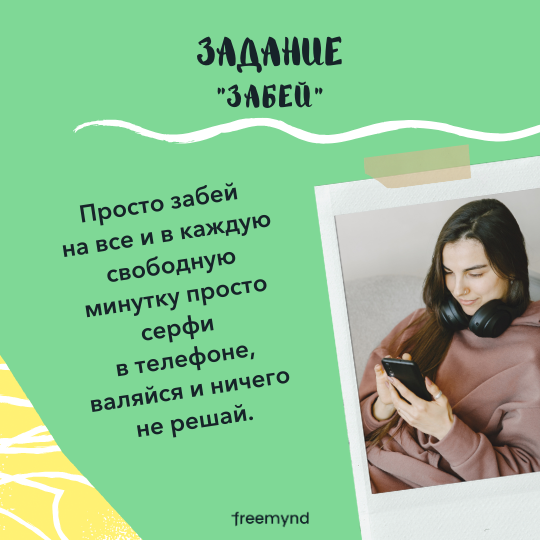 ЗАДАНИЕ
"ЗАБЕЙ"
Просто забей
на все и в каждую
свободную
минутку просто
серфи
в телефоне,
валяйся и ничего
не решай.
freemynd